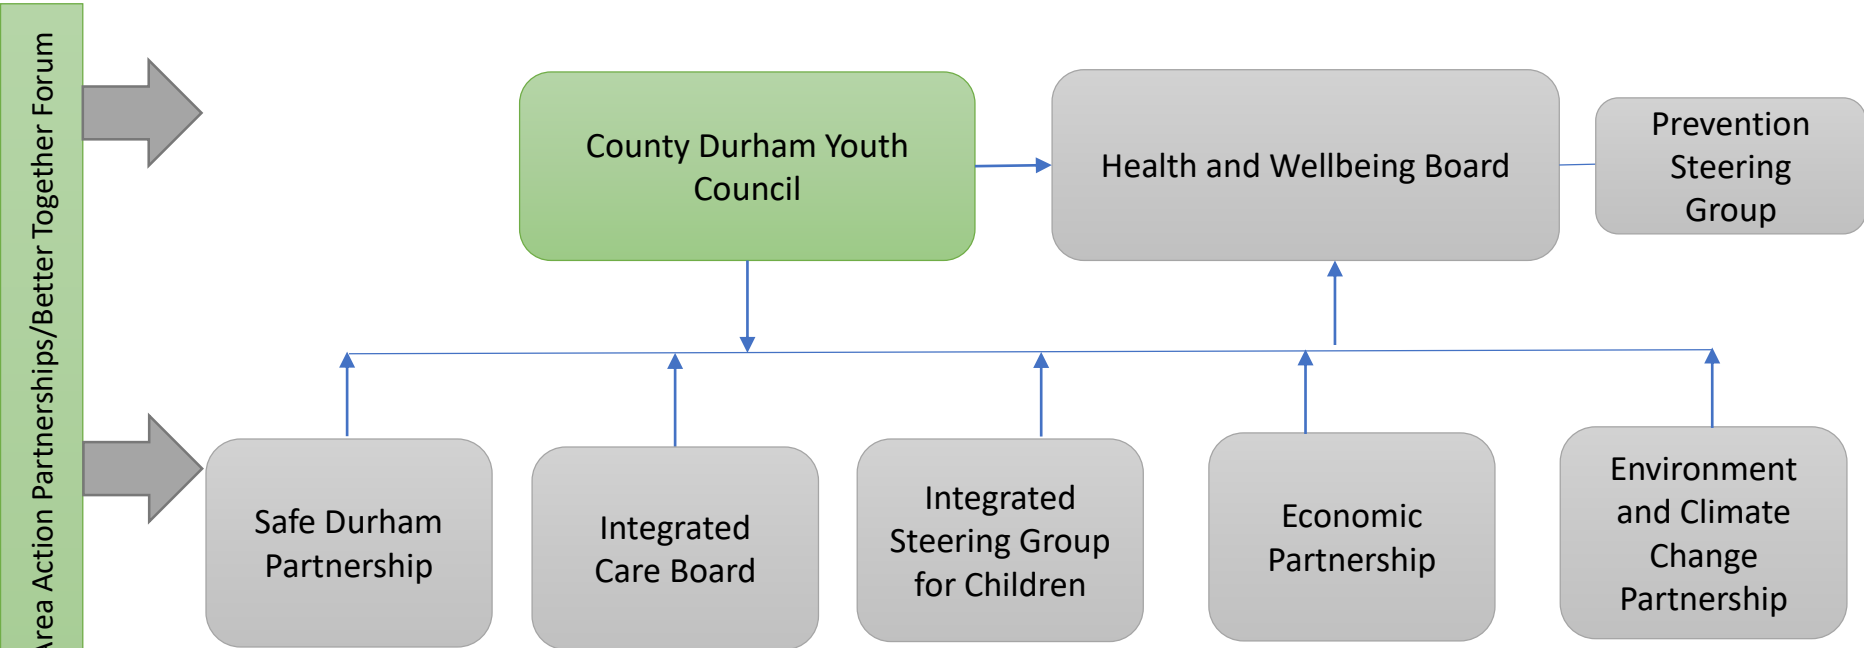 Area Action Partnerships/Better Together Forum
County Durham Youth
Council
Health and Wellbeing Board
Prevention
Steering
Group
Safe Durham
Partnership
Integrated
Care Board
Integrated
Steering Group
for Children
Economic
Partnership
Environment
and Climate
Change
Partnership